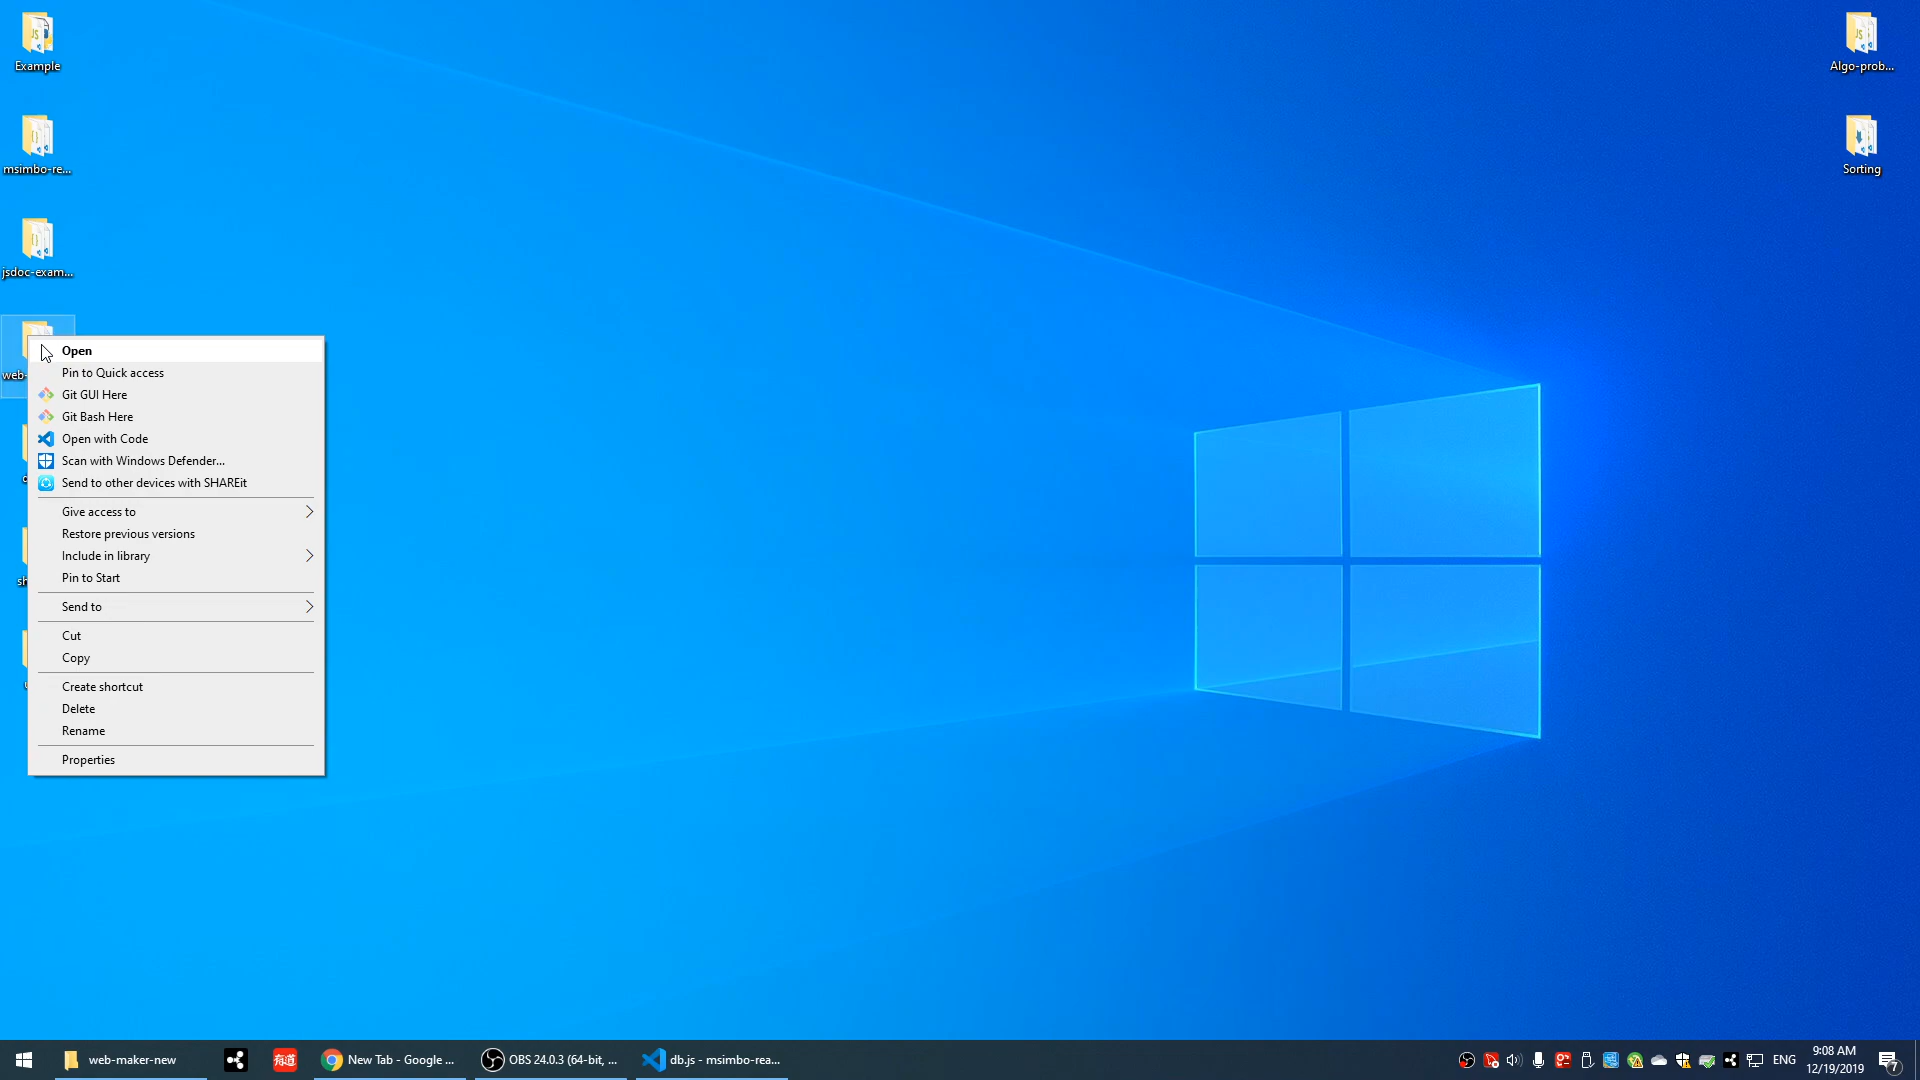 Example
msimbo-re...
jsdoc-exam...
web-
Open
Pin to Quick access
Git GUI Here
Git Bash Here
Open with Code
Scan with Windows Defender...
Send to other devices with SHAREit
Give access to
Restore previous versions
Include in library
Pin to Start
Send to
Cut
Copy
Create shortcut
Delete
Rename
Properties
Algo-prob...
Sorting
web-maker-new
有道
New Tab - Google ...
OBS 24.0.3 (64-bit, ...
db.js - msimbo-rea...
ENG
9:08 AM
12/19/2019
7